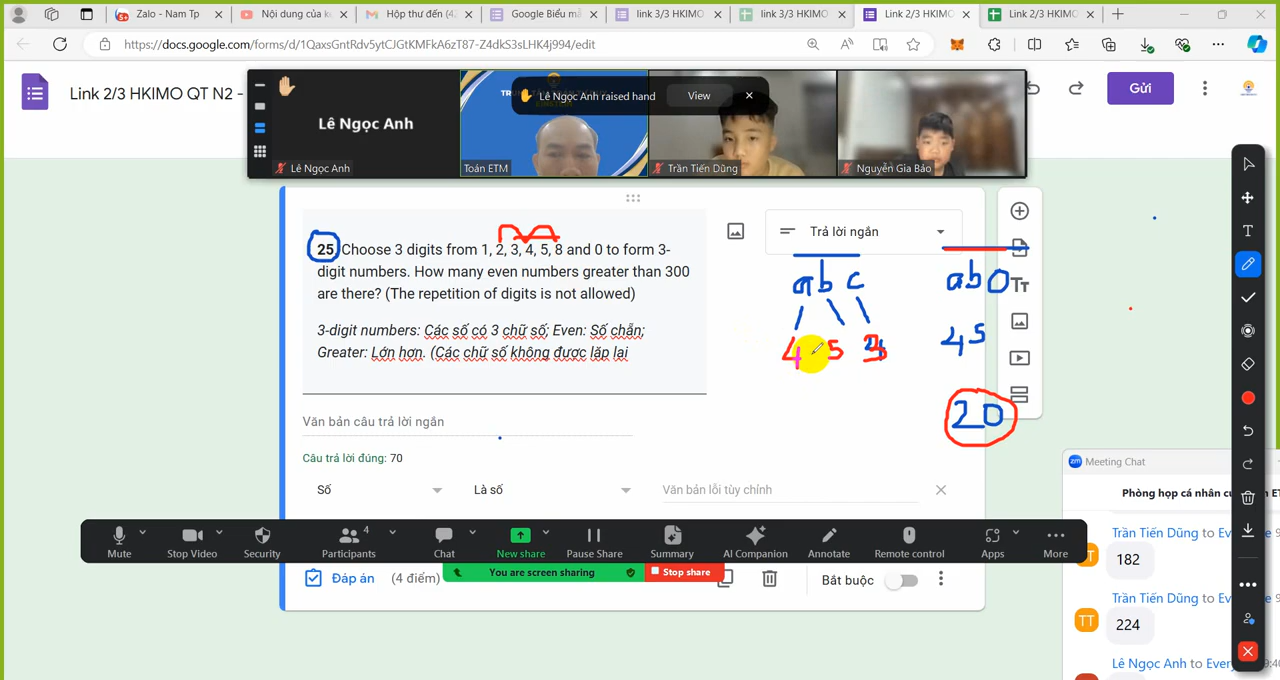 Zalo - Nam Tp
Nội dung của k
Hộp thư đến (42
Google Biểu mẫ
link 3/3 HKIMO
link 3/3 HKIMO
Link 2/3 HKIMO
Link 2/3 HKIMO
https://docs.google.com/forms/d/1QaxsGntRdv5ytCJGtKMFkA6zT87-Z4dkS3sLHK4j994/edit
Link 2/3 HKIMO QT N2 -
Lê Ngọc Anh raised hand
View
Gửi
Lê Ngọc Anh
Lê Ngọc Anh
Toán ETM
Trần Tiến Dũng
Nguyễn Gia Bảo
25. Choose 3 digits from 1, 2, 3, 4, 5, 8 and 0 to form 3-
digit numbers. How many even numbers greater than 300
are there? (The repetition of digits is not allowed)
3-digit numbers: Các số có 3 chữ số; Even: Số chẵn;
Greater: Lớn hơn. (Các chữ số không được lặp lại
Trả lời ngắn
a b c
a b 0
4 5
4 5
20
Văn bản câu trả lời ngắn
Câu trả lời đúng: 70
Số
Là số
Văn bản lỗi tùy chỉnh
Mute
Stop Video
Security
Participants
4
Chat
New share
Pause Share
Summary
AI Companion
Annotate
Remote control
Apps
More
You are screen sharing
Stop share
Đáp án
(4 điểm)
Bắt buộc
Meeting Chat
Phòng họp cá nhân củ
Trần Tiến Dũng to Ev
182
TT
Trần Tiến Dũng to Ev
224
Lê Ngọc Anh to Every